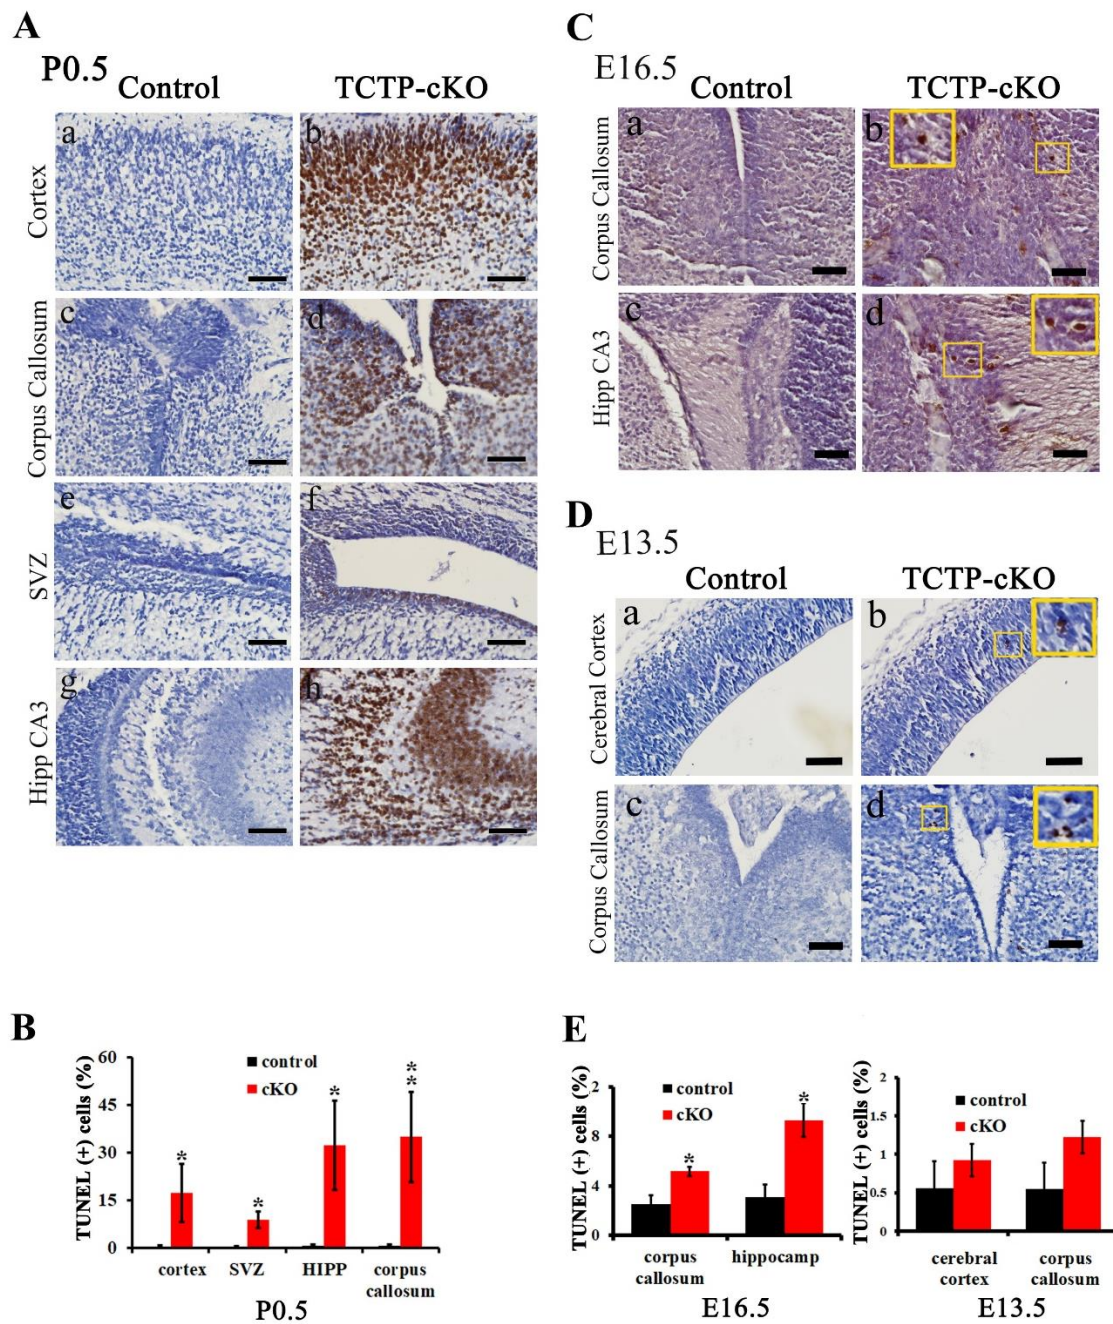 A
P0.5
Control
TCTP-cKO
Cortex
a
b
Corpus Callosum
c
d
SVZ
e
f
Hipp CA3
g
h
C
E16.5
Control
TCTP-cKO
Corpus Callosum
a
b
Hipp CA3
c
d
D
E13.5
Control
TCTP-cKO
Cerebral Cortex
a
b
Corpus Callosum
c
d
B
TUNEL (+) cells (%)
60
45
30
15
0
control
cKO
*
*
*
*
*
cortex
SVZ
HIPP
corpus
callosum
P0.5
E
TUNEL (+) cells (%)
2
8
4
0
control
cKO
*
*
corpus
callosum
hippocamp
E16.5
TUNEL (+) cells (%)
2
1.5
1
0.5
0
control
cKO
cerebral
cortex
corpus
callosum
E13.5